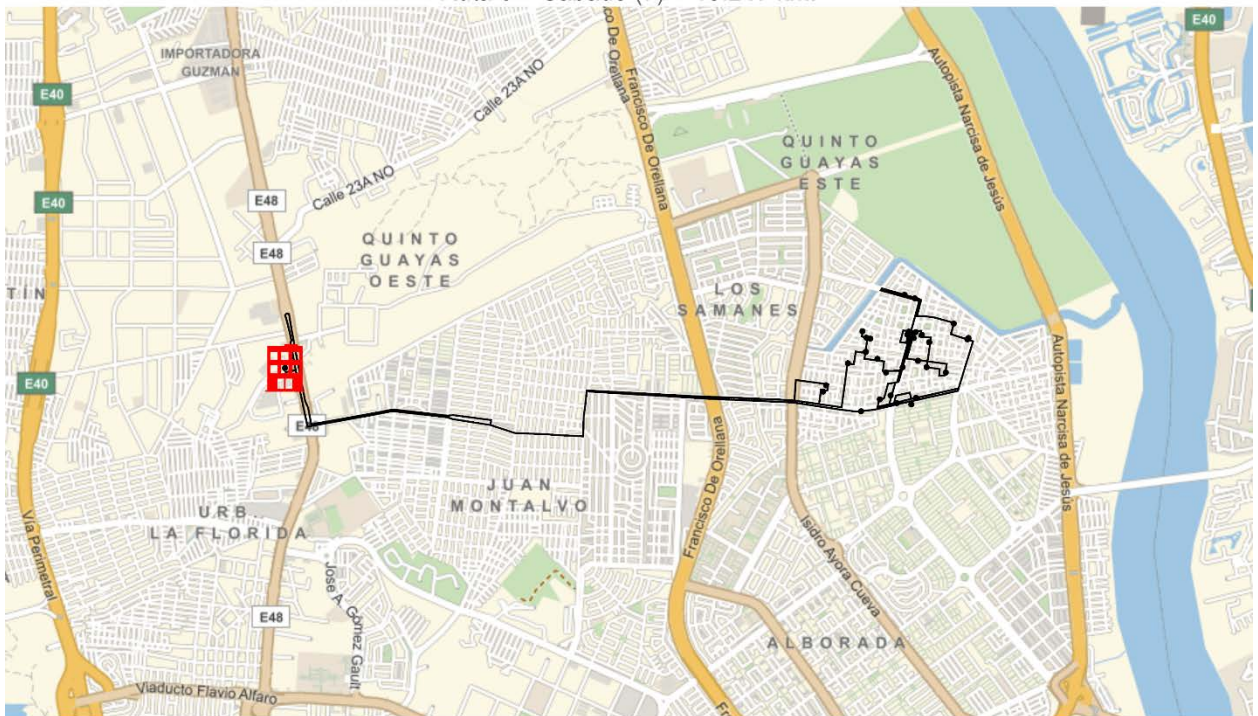 IMPORTADORA
GUZMÁN
E40
Calle 23A NO
Francisco De Orellana
Autopista Narcisa de Jesús
E40
QUINTO
GUAYAS
ESTE
E40
E48
Calle 23A NO
E48
QUINTO
GUAYAS
OESTE
LOS
SAMANES
E40
Autopista Narcisa de Jesús
JUAN
MONTALVO
URB.
LA FLORIDA
Vía Perimetral
Francisco De Orellana
Isidro Ayora Cueva
Jose A. Gómez Gault
E48
ALBORADA
Viaducto Flavio Alfaro